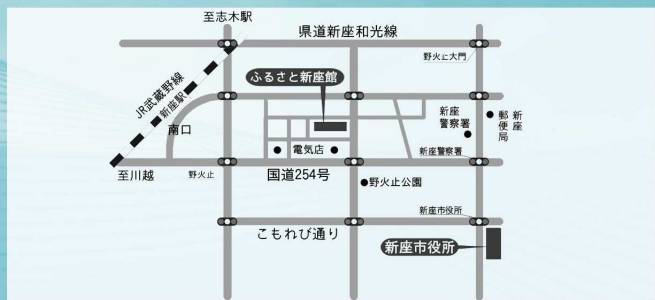 至志木駅
県道新座和光線
野火止大門
JR武蔵野線
新座駅
ふるさと新座館
南口
新座
警察署
新座
郵便局
電気店
新座警察署
至川越
野火止
国道254号
野火止公園
新座市役所
こもれび通り
新座市役所